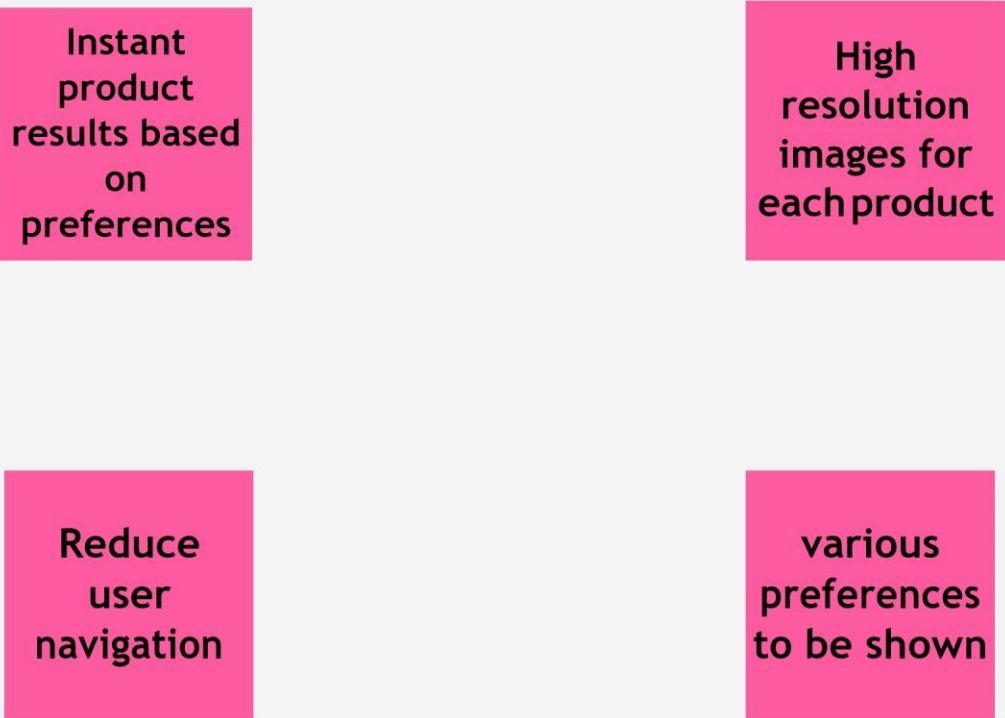 Instant
product
results based
on
preferences
High
resolution
images for
each product
Reduce
user
navigation
various
preferences
to be shown